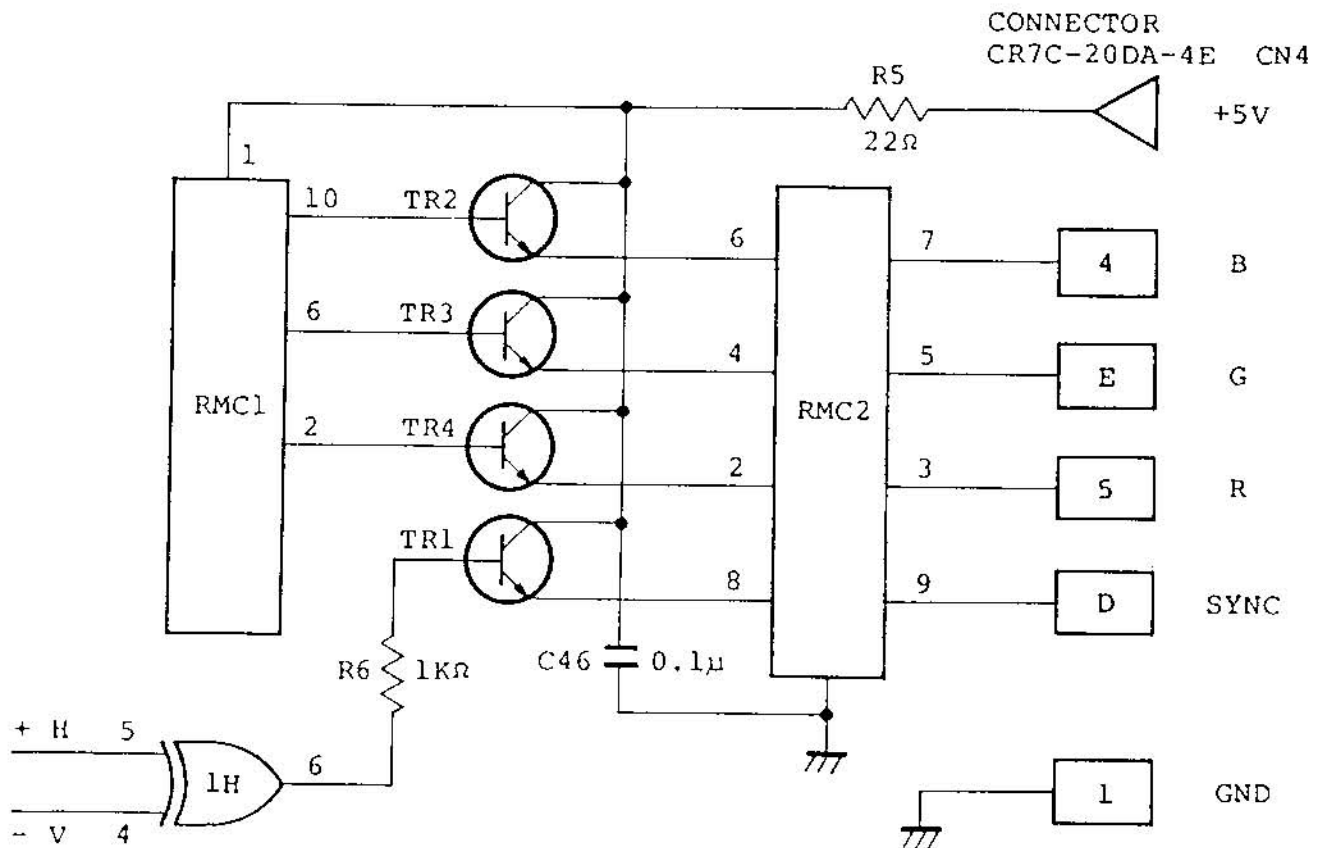 CONNECTOR
CR7C-20DA-4E CN4
R5
22Ω
+5V
1
10
TR2
6
7
4
B
6
TR3
4
5
E
G
RMC1
RMC2
2
TR4
2
3
5
R
TR1
8
9
D
SYNC
R6
1KΩ
C46
0.1μ
+ H
5
1H
6
1
GND
- V
4